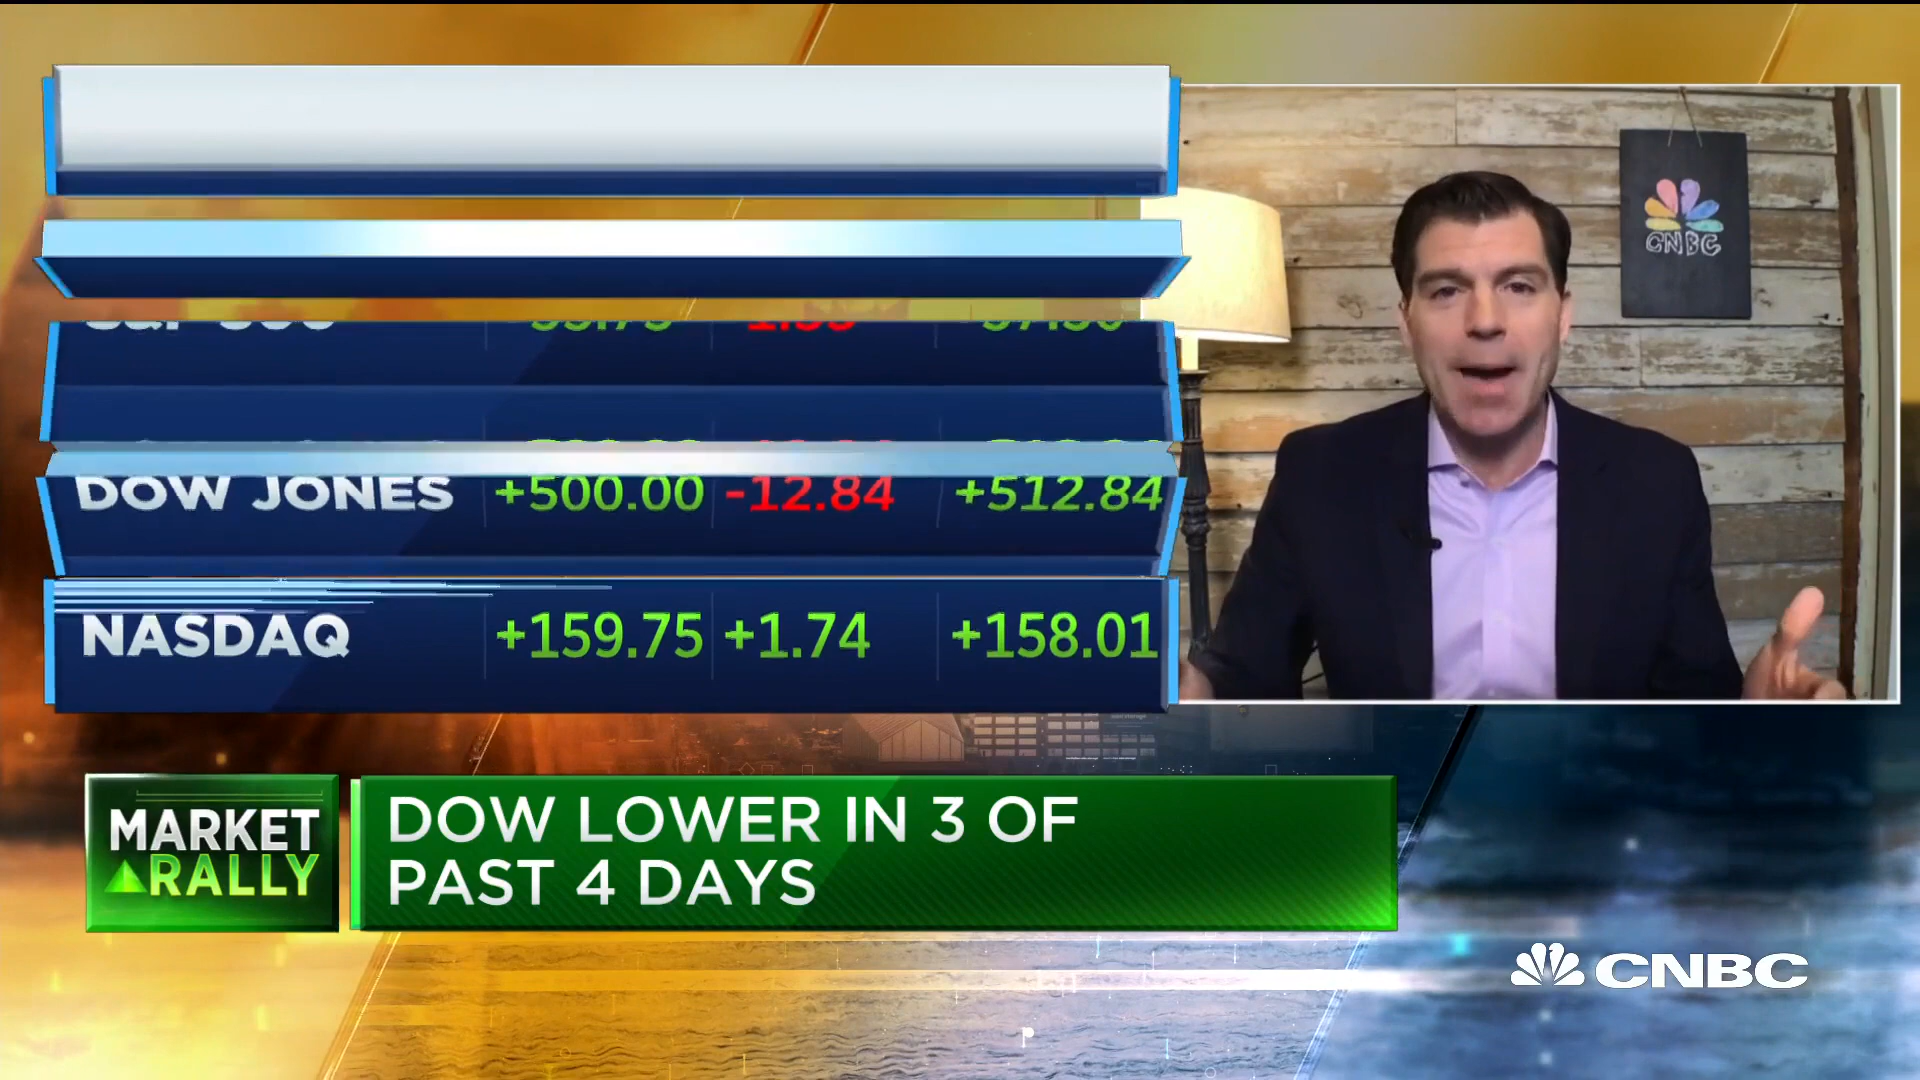 CNBC
DOW JONES +500.00 -12.84 +512.84
NASDAQ +159.75 +1.74 +158.01
MARKET
RALLY
DOW LOWER IN 3 OF
PAST 4 DAYS
CNBC